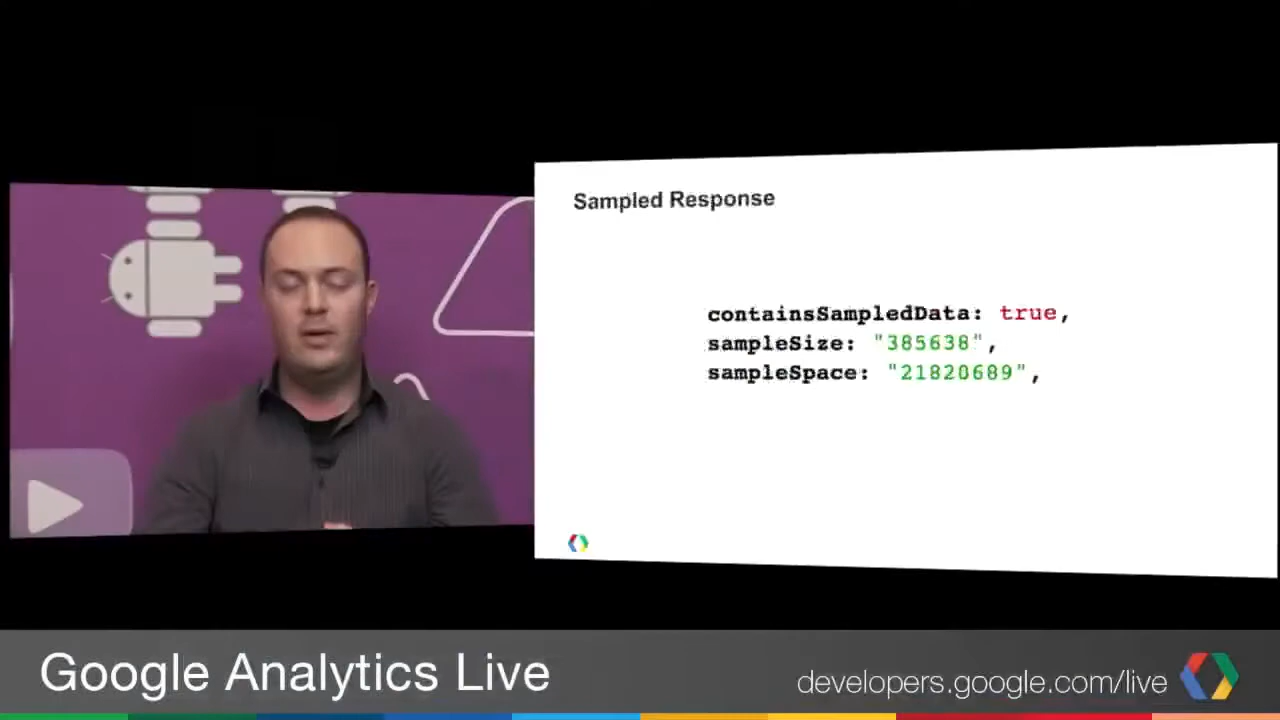 Sampled Response
containsSampledData: true,
sampleSize: "385638",
sampleSpace: "21820689",
Google Analytics Live
developers.google.com/live